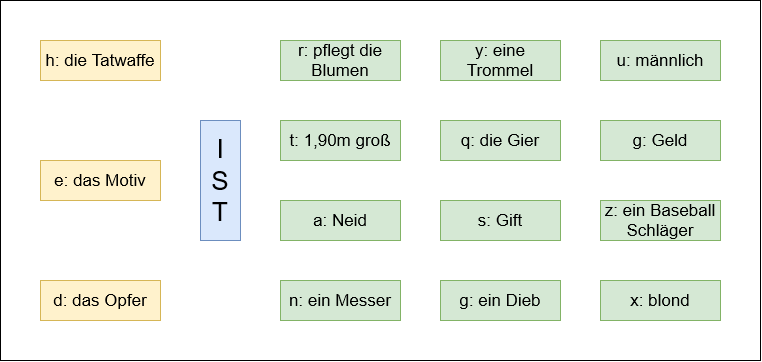 h: die Tatwaffe
r: pflegt die
Blumen
y: eine
Trommel
u: männlich
I
S
T
t: 1,90m groß
q: die Gier
g: Geld
e: das Motiv
a: Neid
s: Gift
z: ein Baseball
Schläger
d: das Opfer
n: ein Messer
g: ein Dieb
x: blond